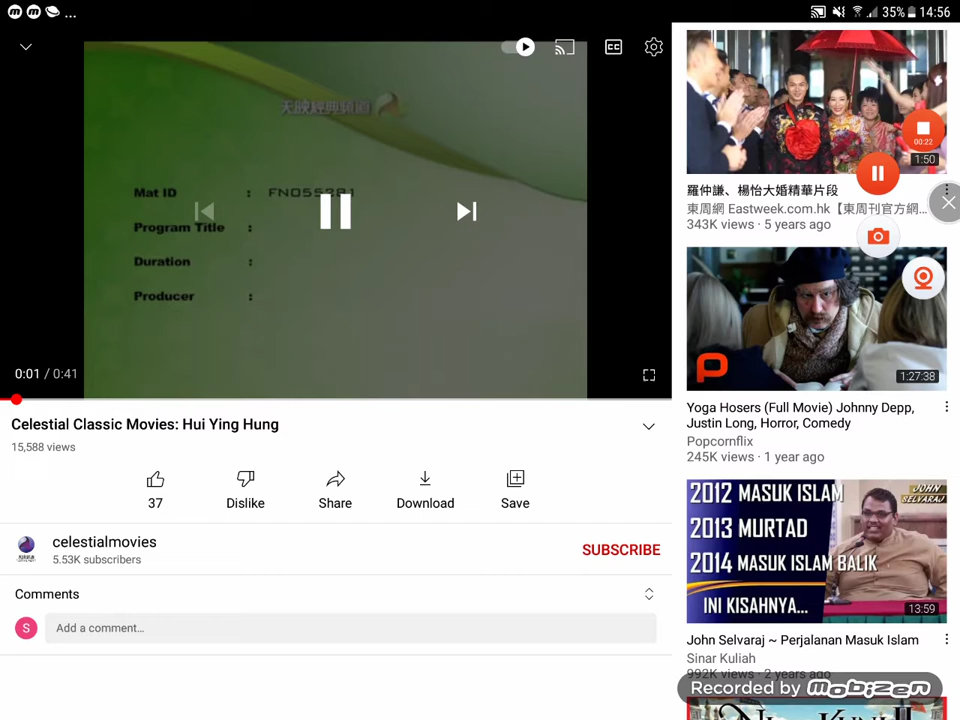 35% 14:56
CC
天映經典頻道
Mat ID : FN055281
Program Title :
Duration :
Producer :
0:01 / 0:41
Celestial Classic Movies: Hui Ying Hung
15,588 views
37
Dislike
Share
Download
Save
celestialmovies
5.53K subscribers
SUBSCRIBE
Comments
S
Add a comment...
00:22
1:50
羅仲謙、楊怡大婚精華片段
東周網 Eastweek.com.hk【東周刊官方網...
343K views · 5 years ago
P
1:27:38
Yoga Hosers (Full Movie) Johnny Depp,
Justin Long, Horror, Comedy
Popcornflix
245K views · 1 year ago
2012 MASUK ISLAM
JOHN
SELVARAJ
2013 MURTAD
2014 MASUK ISLAM BALIK
INI KISAHNYA...
13:59
John Selvaraj ~ Perjalanan Masuk Islam
Sinar Kuliah
992K views · 2 years ago
Recorded by mobizen